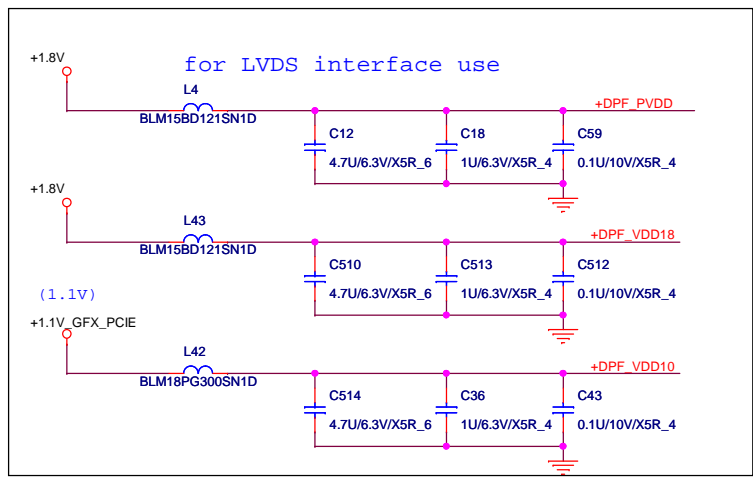 for LVDS interface use
+1.8V
L4
BLM15BD121SN1D
+DPF_PVDD
C12
4.7U/6.3V/X5R_6
C18
1U/6.3V/X5R_4
C59
0.1U/10V/X5R_4
+1.8V
L43
BLM15BD121SN1D
+DPF_VDD18
C510
4.7U/6.3V/X5R_6
C513
1U/6.3V/X5R_4
C512
0.1U/10V/X5R_4
(1.1V)
+1.1V_GFX_PCIE
L42
BLM18PG300SN1D
+DPF_VDD10
C514
4.7U/6.3V/X5R_6
C36
1U/6.3V/X5R_4
C43
0.1U/10V/X5R_4